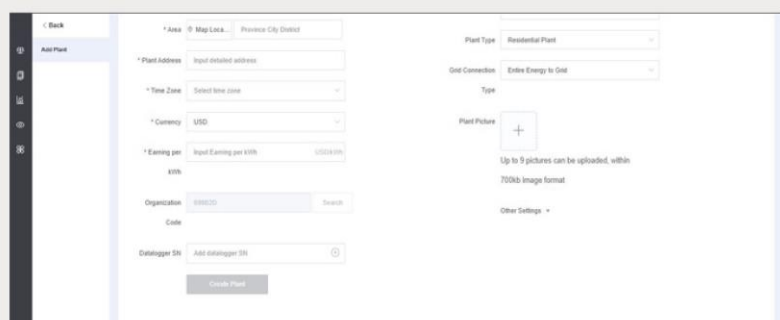 < Back
Add Plant
* Area
Map Loca...
Province City District
* Plant Address
Input detailed address
* Time Zone
Select time zone
* Currency
USD
* Earning per kWh
Input Earning per kWh
USD/kWh
Organization Code
Search
Datalogger SN
Add datalogger SN
Create Plant
Plant Type
Residential Plant
Grid Connection Type
Entire Energy to Grid
Plant Picture
Up to 9 pictures can be uploaded, within
700kb image format
Other Settings